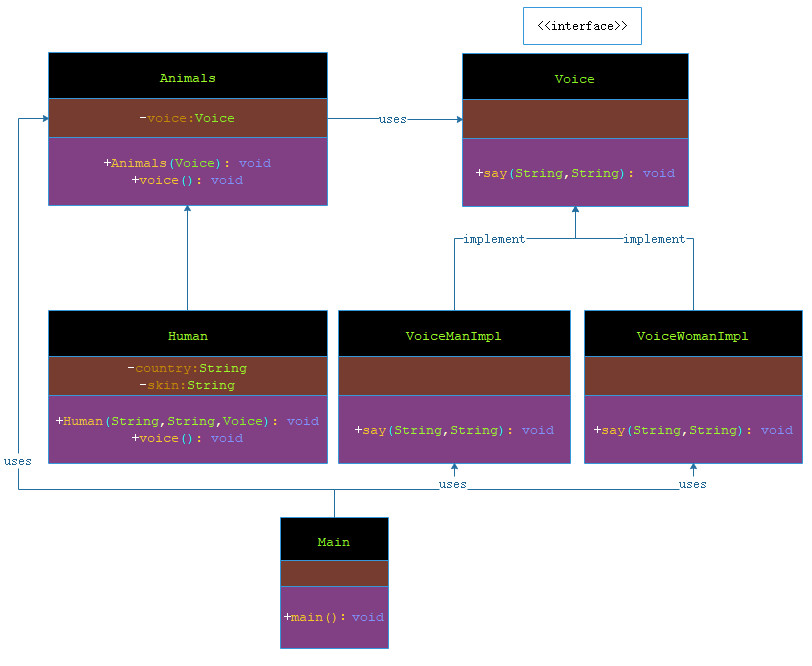 <<interface>>
Animals
-voice:Voice
+Animals(Voice): void
+voice(): void
uses
Voice
+say(String,String): void
implement
implement
Human
-country:String
-skin:String
+Human(String,String,Voice): void
+voice(): void
VoiceManImpl
+say(String,String): void
VoiceWomanImpl
+say(String,String): void
uses
uses
uses
Main
+main(): void